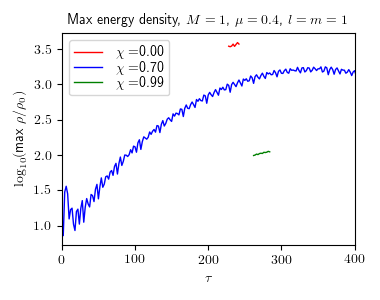 Max energy density, M = 1, μ = 0.4, l = m = 1
χ =0.00
χ =0.70
χ =0.99
3.5
3.0
2.5
2.0
1.5
1.0
log₁₀(max ρ/ρ₀)
0 100 200 300 400
τ